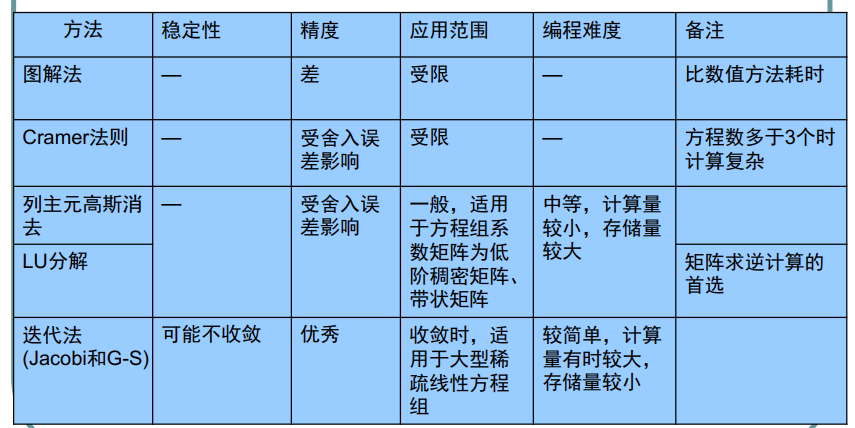 方法 稳定性 精度 应用范围 编程难度 备注
图解法 — 差 受限 — 比数值方法耗时
Cramer法则 — 受舍入误 受限 — 方程数多于3个时
差影响 计算复杂
列主元高斯消 — 受舍入误 一般，适用 中等，计算量
去 差影响 于方程组系 较小，存储量
数矩阵为低 较大
LU分解 阶稠密矩阵、 矩阵求逆计算的
带状矩阵 首选
迭代法 可能不收敛 优秀 收敛时，适 较简单，计算
(Jacobi和G-S) 用于大型稀 量有时较大，
疏线性方程 存储量较小
组